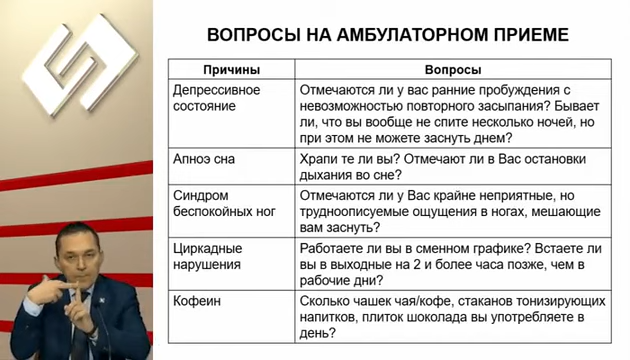 ВОПРОСЫ НА АМБУЛАТОРНОМ ПРИЕМЕ
Причины Вопросы
Депрессивное состояние
Отмечаются ли у вас ранние пробуждения с
невозможностью повторного засыпания? Бывает
ли, что вы вообще не спите несколько ночей, но
при этом не можете заснуть днем?
Апноэ сна
Храпи те ли вы? Отмечают ли в Вас остановки
дыхания во сне?
Синдром
беспокойных ног
Отмечаются ли у Вас крайне неприятные, но
трудноописуемые ощущения в ногах, мешающие
вам заснуть?
Циркадные
нарушения
Работаете ли вы в сменном графике? Встаете ли
вы в выходные на 2 и более часа позже, чем в
рабочие дни?
Кофеин
Сколько чашек чая/кофе, стаканов тонизирующих
напитков, плиток шоколада вы употребляете в
день?